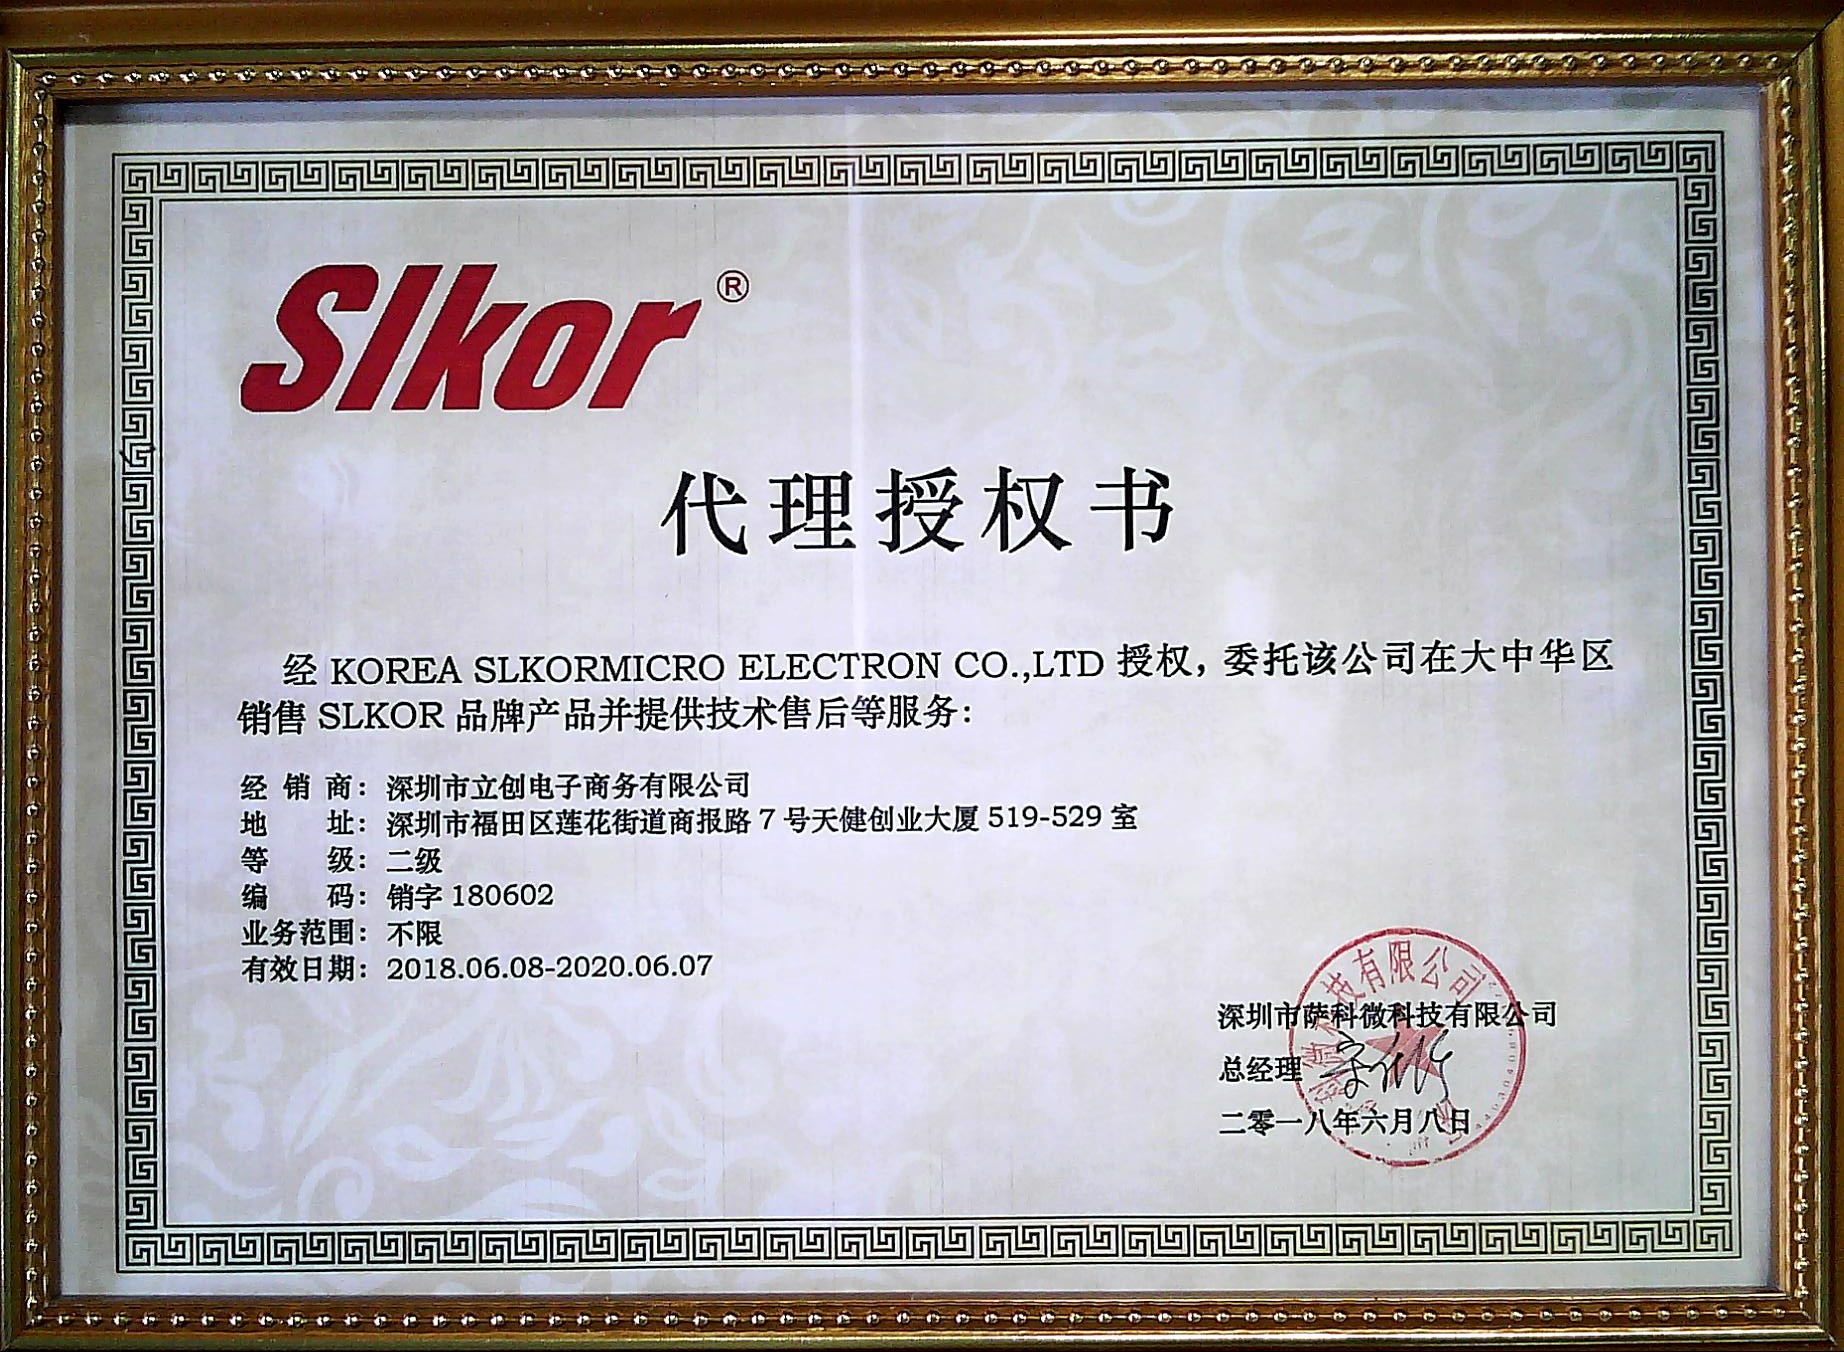 Slkor®
代理授权书
经 KOREA SLKORMICRO ELECTRON CO.,LTD 授权，委托该公司在大中华区
销售 SLKOR 品牌产品并提供技术售后等服务：
经销商：深圳市立创电子商务有限公司
地址：深圳市福田区莲花街道商报路 7 号天健创业大厦 519-529 室
等级：二级
编码：销字 180602
业务范围：不限
有效日期：2018.06.08-2020.06.07
技有限公司
深圳市萨科微科技有限公司
总经理
二零一八年六月八日